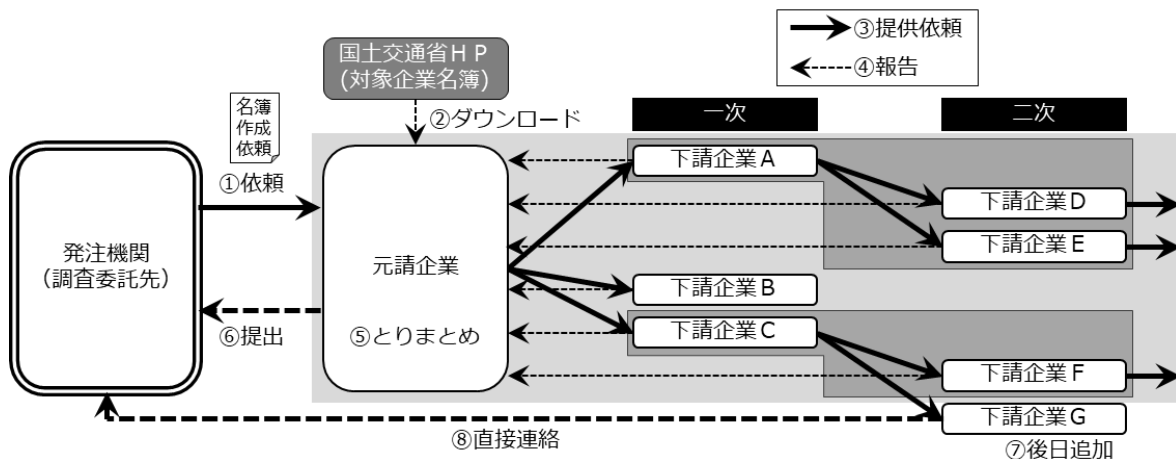 ③提供依頼
④報告
国土交通省ＨＰ
(対象企業名簿)
②ダウンロード
一次
二次
名簿
作成
依頼
①依頼
下請企業Ａ
下請企業Ｄ
下請企業Ｅ
発注機関
（調査委託先）
元請企業
下請企業Ｂ
⑥提出
⑤とりまとめ
下請企業Ｃ
下請企業Ｆ
下請企業Ｇ
⑧直接連絡
⑦後日追加